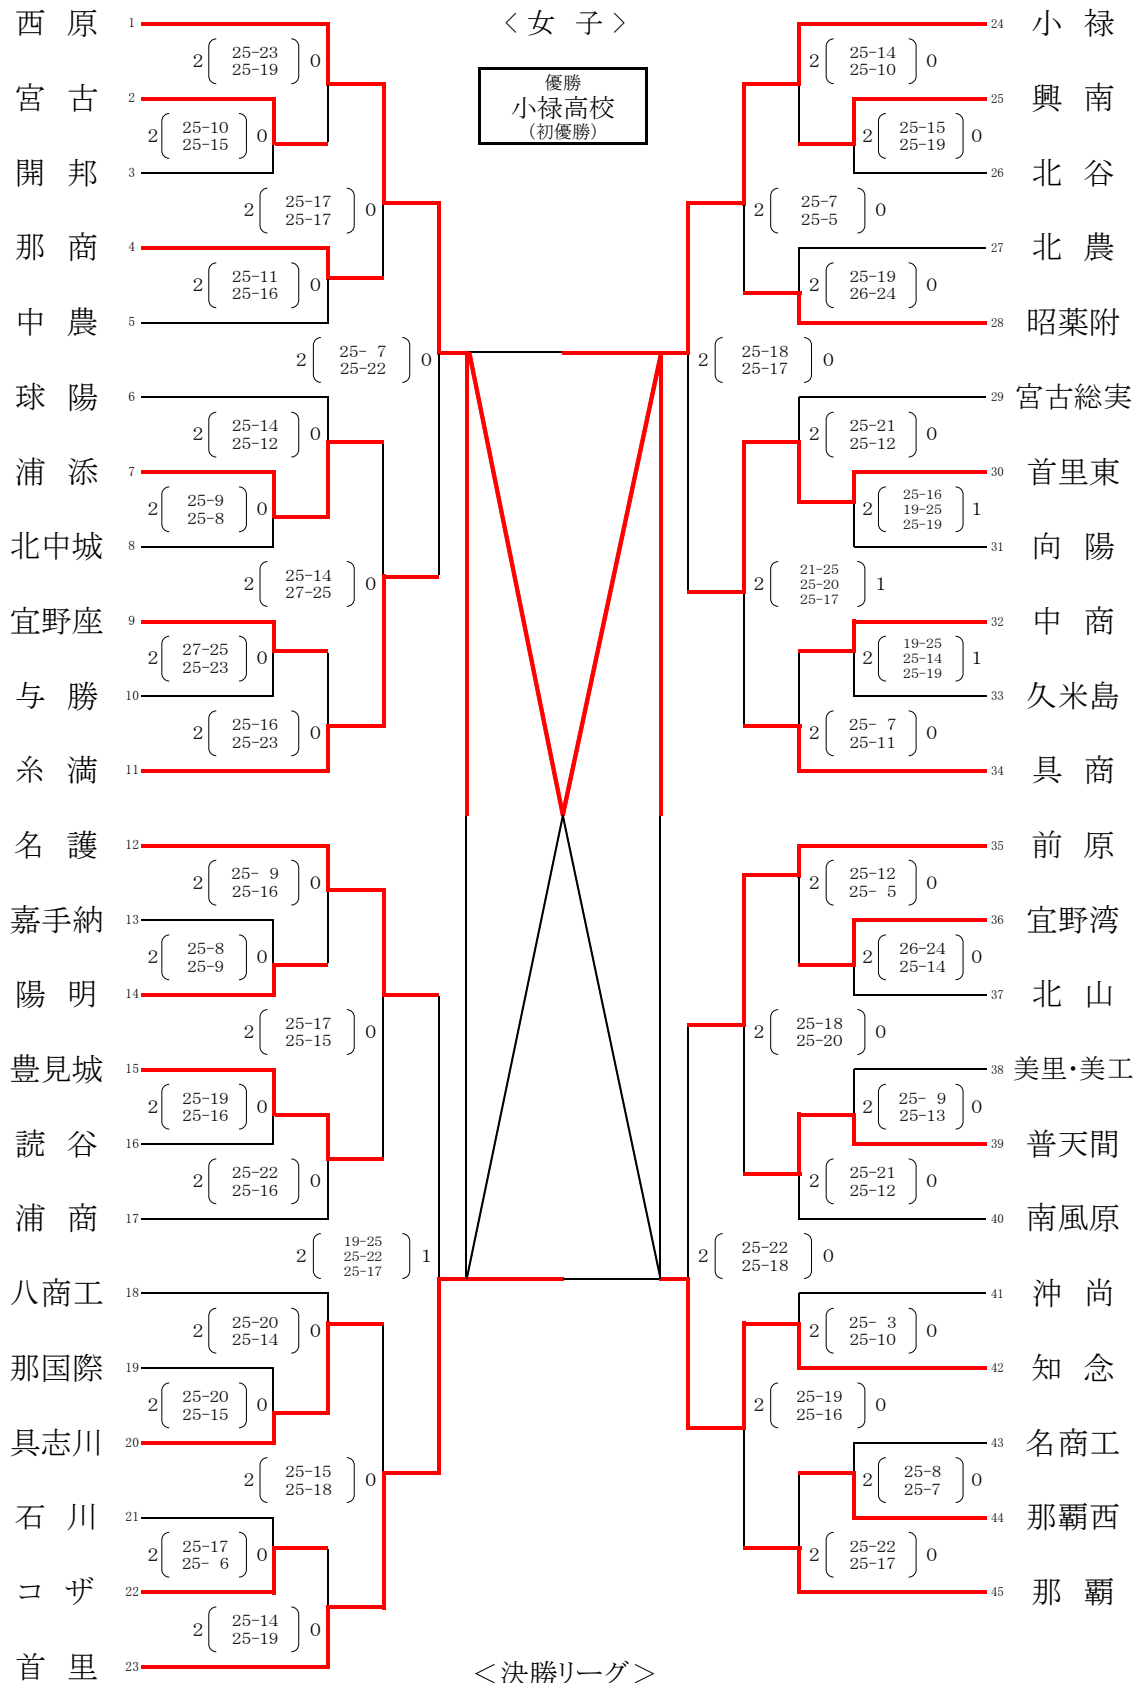 ＜女 子＞
優勝
小禄高校
（初優勝）
西 原 1
2 25-23 0
25-19
宮 古 2
2 25-10 0
25-15
開 邦 3
2 25-17 0
25-17
那 商 4
2 25-11 0
25-16
中 農 5
2 25- 7 0
25-22
球 陽 6
2 25-14 0
25-12
浦 添 7
2 25-9 0
25-8
北中城 8
2 25-14 0
27-25
宜野座 9
2 27-25 0
25-23
与 勝 10
2 25-16 0
25-23
糸 満 11
名 護 12
2 25- 9 0
25-16
嘉手納 13
2 25-8 0
25-9
陽 明 14
2 25-17 0
25-15
豊見城 15
2 25-19 0
25-16
読 谷 16
2 25-22 0
25-16
浦 商 17
19-25
2 25-22 1
25-17
八商工 18
2 25-20 0
25-14
那国際 19
2 25-20 0
25-15
具志川 20
2 25-15 0
25-18
石 川 21
2 25-17 0
25- 6
コ ザ 22
2 25-14 0
25-19
首 里 23
24 小 禄
2 25-14 0
25-10
25 興 南
2 25-15 0
25-19
26 北 谷
2 25-7 0
25-5
27 北 農
2 25-19 0
26-24
28 昭薬附
2 25-18 0
25-17
29 宮古総実
2 25-21 0
25-12
30 首里東
25-16
2 19-25 1
25-19
31 向 陽
21-25
2 25-20 1
25-17
32 中 商
19-25
2 25-14 1
25-19
33 久米島
2 25- 7 0
25-11
34 具 商
35 前 原
2 25-12 0
25- 5
36 宜野湾
2 26-24 0
25-14
37 北 山
2 25-18 0
25-20
38 美里・美工
2 25- 9 0
25-13
39 普天間
2 25-21 0
25-12
40 南風原
2 25-22 0
25-18
41 沖 尚
2 25- 3 0
25-10
42 知 念
2 25-19 0
25-16
43 名商工
2 25-8 0
25-7
44 那覇西
2 25-22 0
25-17
45 那 覇
＜決勝リーグ＞